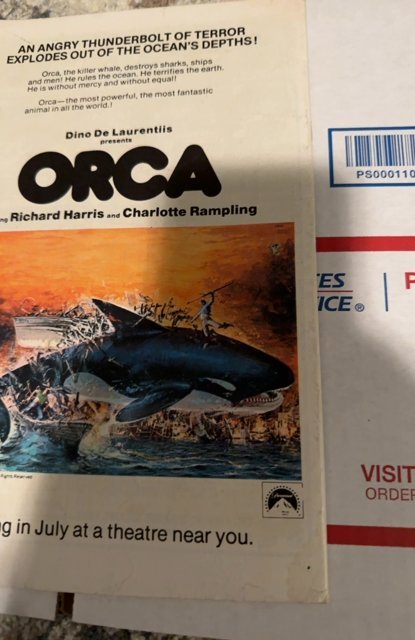 AN ANGRY THUNDERBOLT OF TERROR
EXPLODES OUT OF THE OCEAN'S DEPTHS!
Orca, the killer whale, destroys sharks, ships
and men! He rules the ocean. He terrifies the earth.
He is without mercy and without equal!
Orca—the most powerful, the most fantastic
animal in all the world.!
Dino De Laurentiis
presents
ORCA
ng Richard Harris and Charlotte Rampling
Rights Reserved
Paramount
g in July at a theatre near you.
PS000110
TES
ICE®
P
VISIT
ORDER